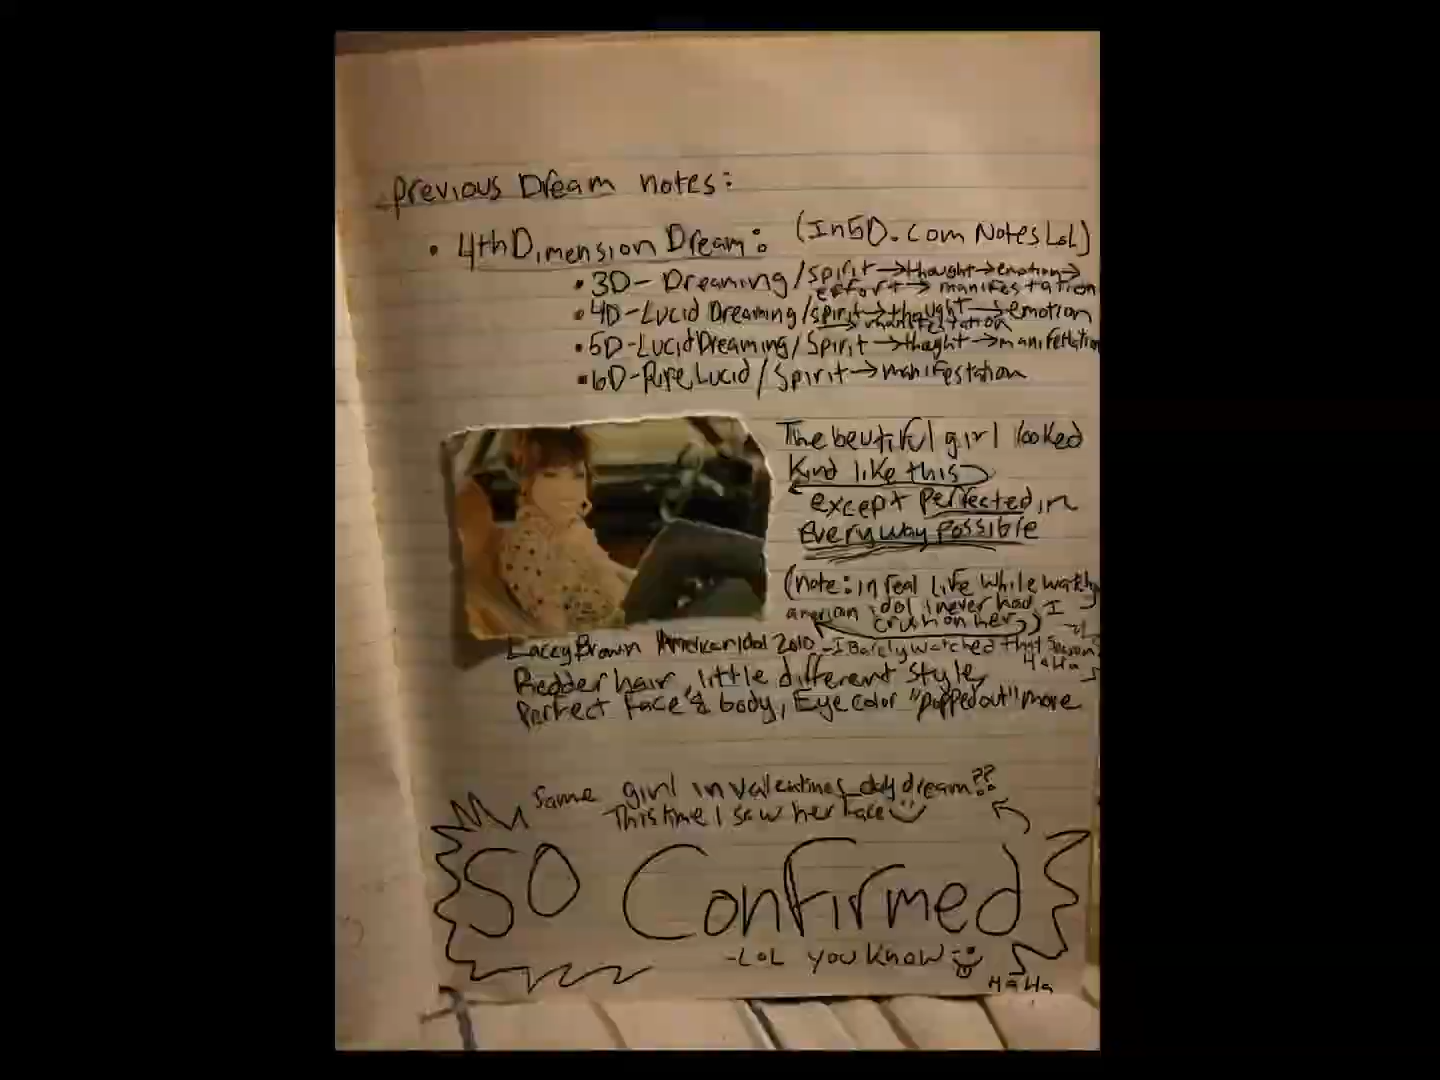 Previous Dream notes:
• 4th Dimension Dream: (In5D.com Notes LoL)
• 3D - Dreaming / spirit → thought → emotion →
effort → manifestation
• 4D - Lucid Dreaming / spirit → thought → emotion
→ manifestation
• 5D - Lucid Dreaming / Spirit → thought → manifestation
• 6D - Pure Lucid / Spirit → manifestation
The beutiful girl looked
Kind like this
except perfected in
every way possible
(note: in real life while watching
amerian idol i never had
crush on her)
Lacey Brown American Idol 2010 - I Barely watched that season
HaHa
Redder hair, little different style,
Perfect face & body, Eye color "popped out" more
Same girl in valentines day dream??
This time I saw her face
SO Confirmed
-LOL you know
HaHa